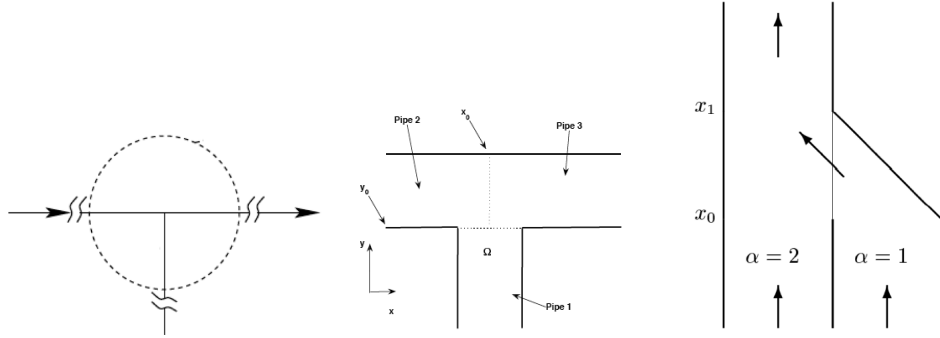 x₀
Pipe 2
Pipe 3
y₀
Ω
y
x
Pipe 1
x₁
x₀
α = 2
α = 1